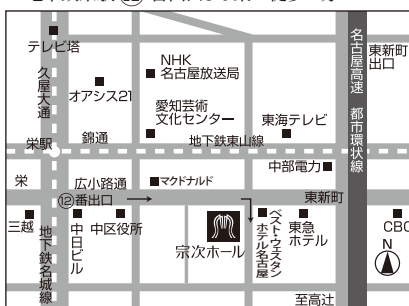 テレビ塔
久屋大通
オアシス21
NHK
名古屋放送局
愛知芸術
文化センター
東海テレビ
名古屋高速 都市環状線
東新町
出口
栄駅
錦通
地下鉄東山線
中部電力
栄
広小路通
マクドナルド
東新町
⑫番出口
三越
地下鉄名城線
中日ビル
中区役所
宗次ホール
ベスト・ウェスタン
ホテル名古屋
東急
ホテル
CBC
N
至高辻